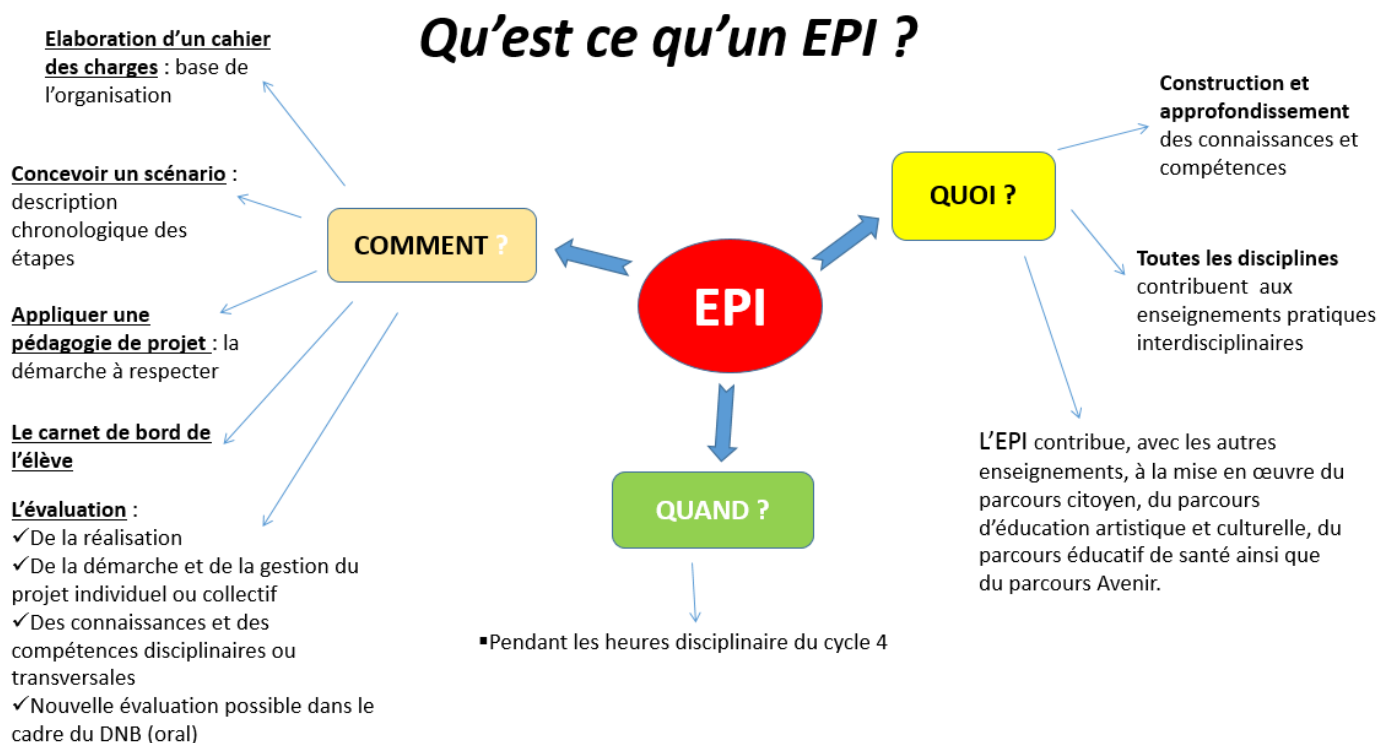 Qu’est ce qu’un EPI ?
Elaboration d’un cahier
des charges : base de
l’organisation
Concevoir un scénario :
description
chronologique des
étapes
Appliquer une
pédagogie de projet : la
démarche à respecter
Le carnet de bord de
l’élève
L’évaluation :
✓De la réalisation
✓De la démarche et de la gestion du
projet individuel ou collectif
✓Des connaissances et des
compétences disciplinaires ou
transversales
✓Nouvelle évaluation possible dans le
cadre du DNB (oral)
COMMENT ?
EPI
QUAND ?
▪Pendant les heures disciplinaire du cycle 4
QUOI ?
Construction et
approfondissement
des connaissances et
compétences
Toutes les disciplines
contribuent aux
enseignements pratiques
interdisciplinaires
L’EPI contribue, avec les autres
enseignements, à la mise en œuvre du
parcours citoyen, du parcours
d’éducation artistique et culturelle, du
parcours éducatif de santé ainsi que
du parcours Avenir.